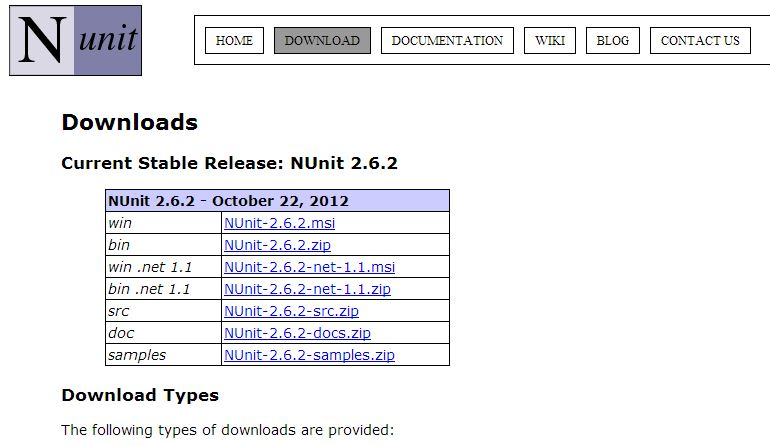 N unit
HOME DOWNLOAD DOCUMENTATION WIKI BLOG CONTACT US
Downloads
Current Stable Release: NUnit 2.6.2
NUnit 2.6.2 - October 22, 2012
win NUnit-2.6.2.msi
bin NUnit-2.6.2.zip
win .net 1.1 NUnit-2.6.2-net-1.1.msi
bin .net 1.1 NUnit-2.6.2-net-1.1.zip
src NUnit-2.6.2-src.zip
doc NUnit-2.6.2-docs.zip
samples NUnit-2.6.2-samples.zip
Download Types
The following types of downloads are provided: